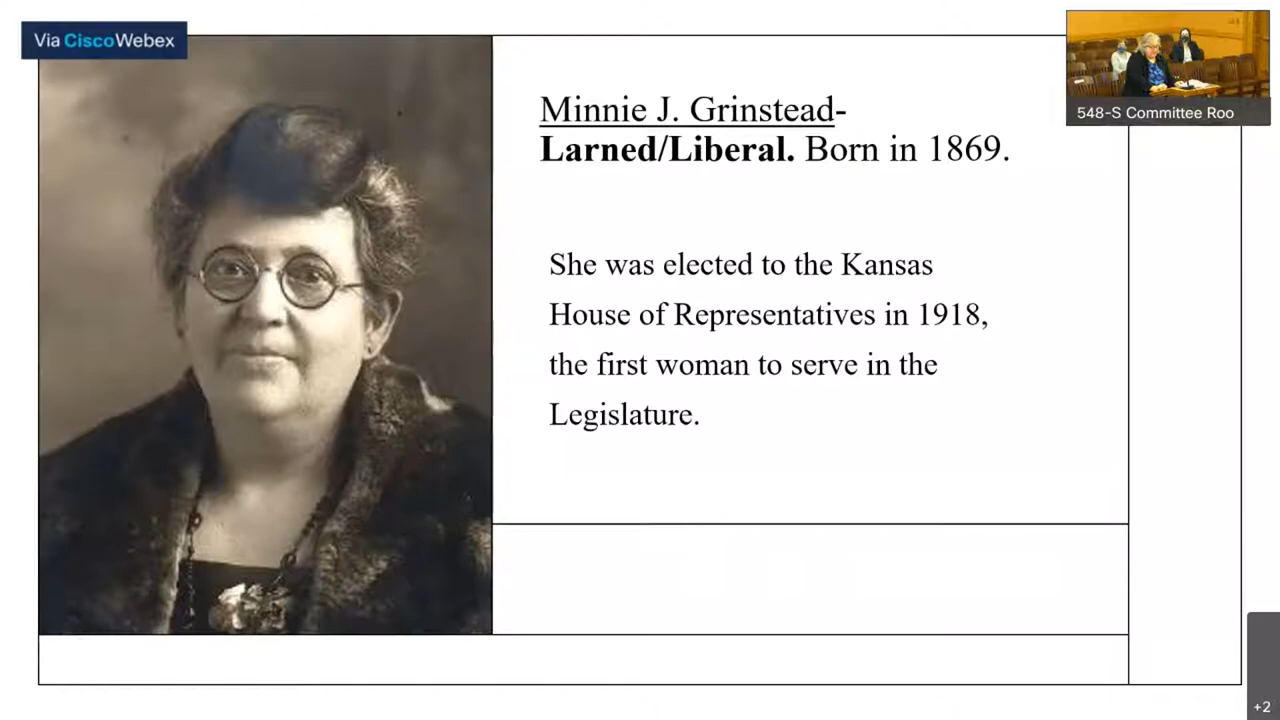 Via CiscoWebex
548-S Committee Roo
Minnie J. Grinstead-
Larned/Liberal. Born in 1869.
She was elected to the Kansas
House of Representatives in 1918,
the first woman to serve in the
Legislature.
+2